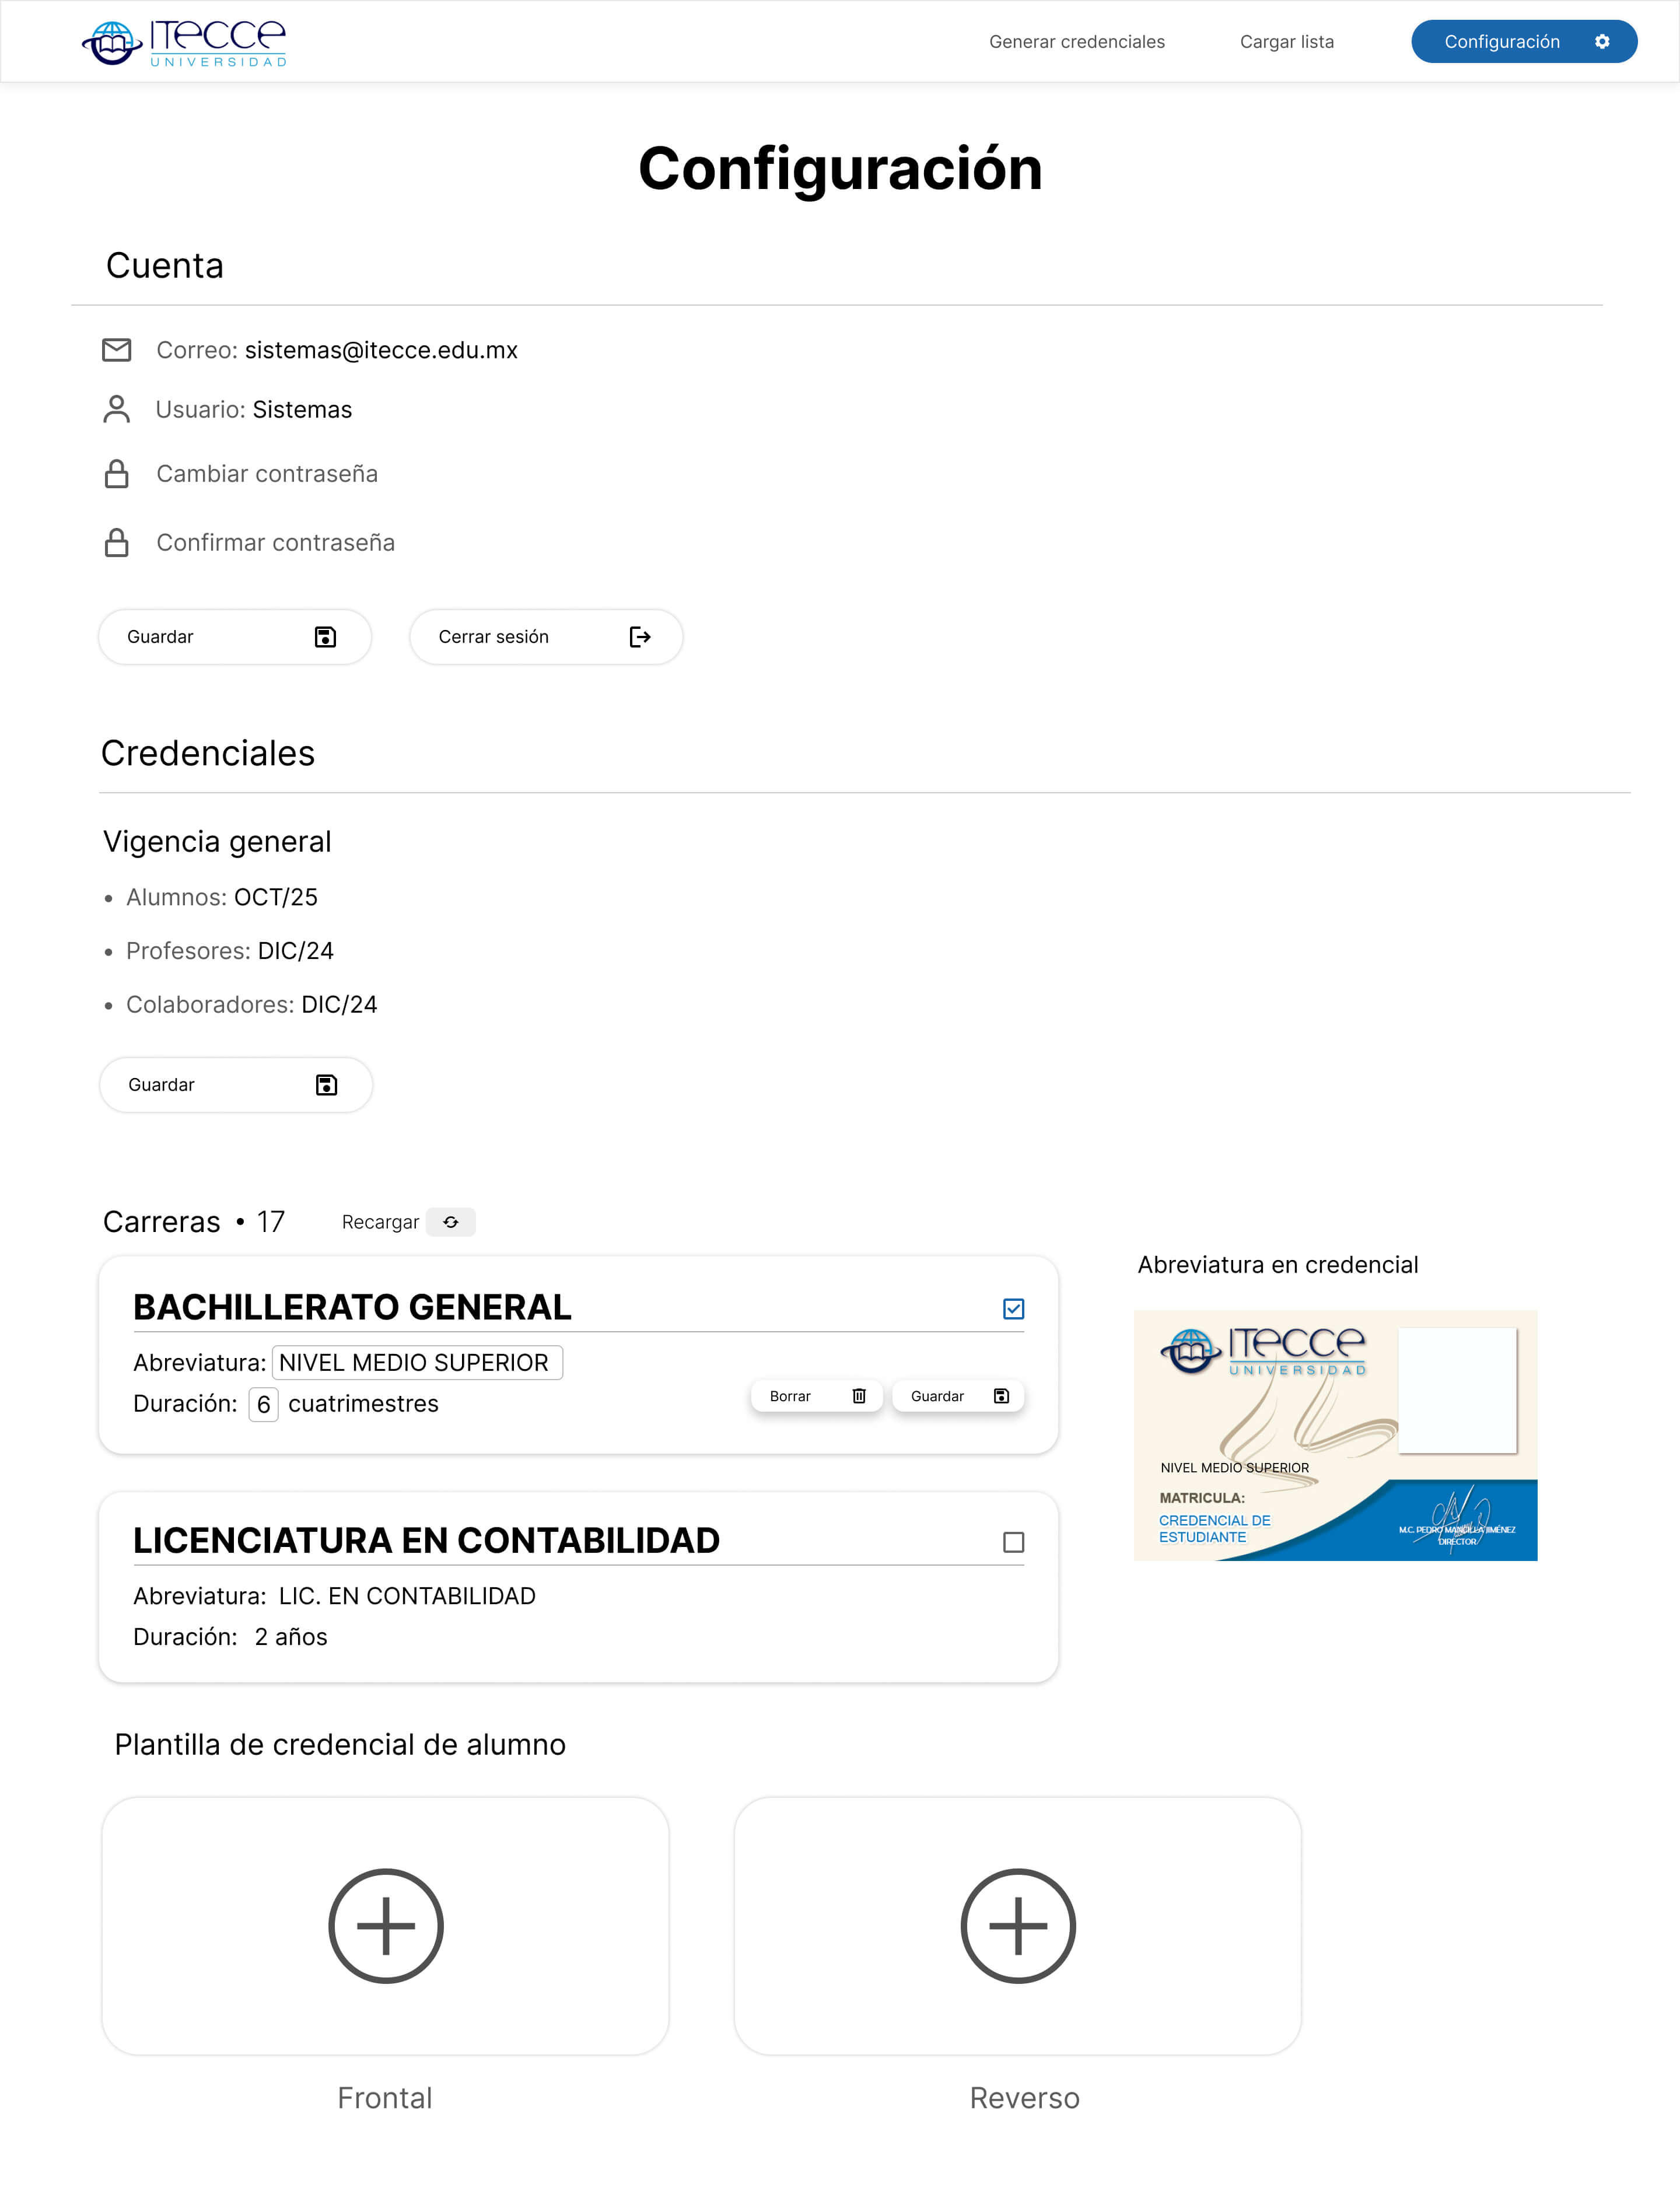 ITECCE
UNIVERSIDAD
Generar credenciales
Cargar lista
Configuración
Configuración
Cuenta
Correo: sistemas@itecce.edu.mx
Usuario: Sistemas
Cambiar contraseña
Confirmar contraseña
Guardar
Cerrar sesión
Credenciales
Vigencia general
• Alumnos: OCT/25
• Profesores: DIC/24
• Colaboradores: DIC/24
Guardar
Carreras • 17
Recargar
BACHILLERATO GENERAL
Abreviatura: NIVEL MEDIO SUPERIOR
Duración: 6 cuatrimestres
Borrar
Guardar
LICENCIATURA EN CONTABILIDAD
Abreviatura: LIC. EN CONTABILIDAD
Duración: 2 años
Abreviatura en credencial
ITECCE
UNIVERSIDAD
NIVEL MEDIO SUPERIOR
MATRICULA:
CREDENCIAL DE
ESTUDIANTE
M.C. PEDRO MANCILLA JIMÉNEZ
DIRECTOR
Plantilla de credencial de alumno
Frontal
Reverso